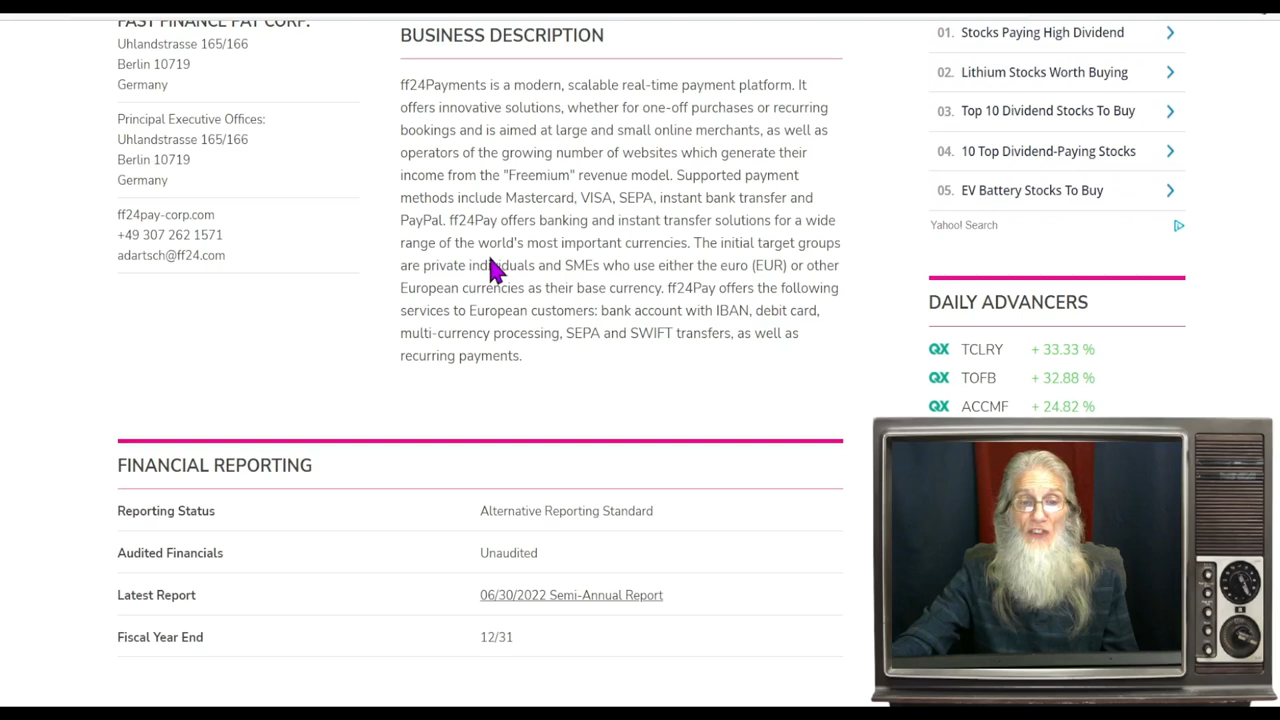 FAST FINANCE PAY CORP.
Uhlandstrasse 165/166
Berlin 10719
Germany
Principal Executive Offices:
Uhlandstrasse 165/166
Berlin 10719
Germany
ff24pay-corp.com
+49 307 262 1571
adartsch@ff24.com
BUSINESS DESCRIPTION
ff24Payments is a modern, scalable real-time payment platform. It
offers innovative solutions, whether for one-off purchases or recurring
bookings and is aimed at large and small online merchants, as well as
operators of the growing number of websites which generate their
income from the "Freemium" revenue model. Supported payment
methods include Mastercard, VISA, SEPA, instant bank transfer and
PayPal. ff24Pay offers banking and instant transfer solutions for a wide
range of the world's most important currencies. The initial target groups
are private individuals and SMEs who use either the euro (EUR) or other
European currencies as their base currency. ff24Pay offers the following
services to European customers: bank account with IBAN, debit card,
multi-currency processing, SEPA and SWIFT transfers, as well as
recurring payments.
FINANCIAL REPORTING
Reporting Status Alternative Reporting Standard
Audited Financials Unaudited
Latest Report 06/30/2022 Semi-Annual Report
Fiscal Year End 12/31
01. Stocks Paying High Dividend
02. Lithium Stocks Worth Buying
03. Top 10 Dividend Stocks To Buy
04. 10 Top Dividend-Paying Stocks
05. EV Battery Stocks To Buy
Yahoo! Search
DAILY ADVANCERS
QX TCLRY + 33.33 %
QX TOFB + 32.88 %
QX ACCMF + 24.82 %